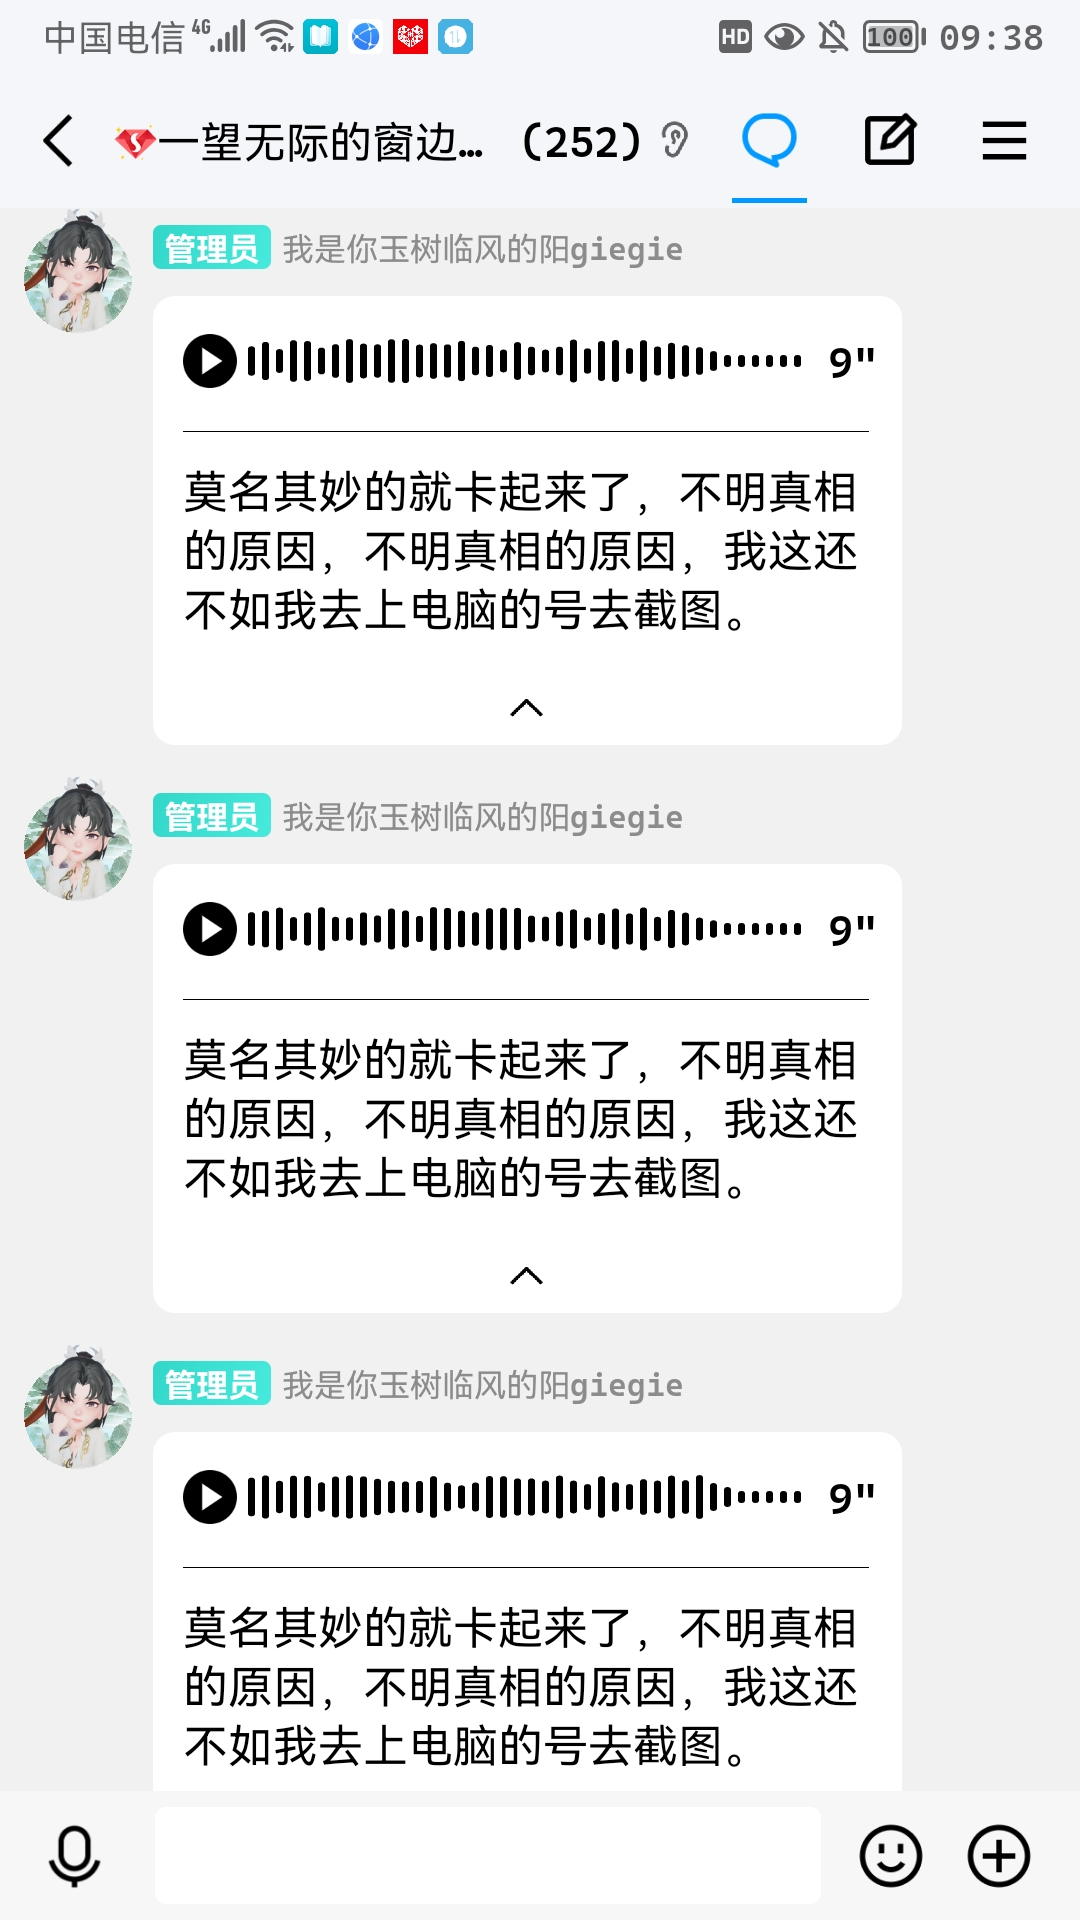 中国电信 4G HD 100 09:38
一望无际的窗边... (252)
管理员 我是你玉树临风的阳giegie
9"
莫名其妙的就卡起来了，不明真相
的原因，不明真相的原因，我这还
不如我去上电脑的号去截图。
管理员 我是你玉树临风的阳giegie
9"
莫名其妙的就卡起来了，不明真相
的原因，不明真相的原因，我这还
不如我去上电脑的号去截图。
管理员 我是你玉树临风的阳giegie
9"
莫名其妙的就卡起来了，不明真相
的原因，不明真相的原因，我这还
不如我去上电脑的号去截图。